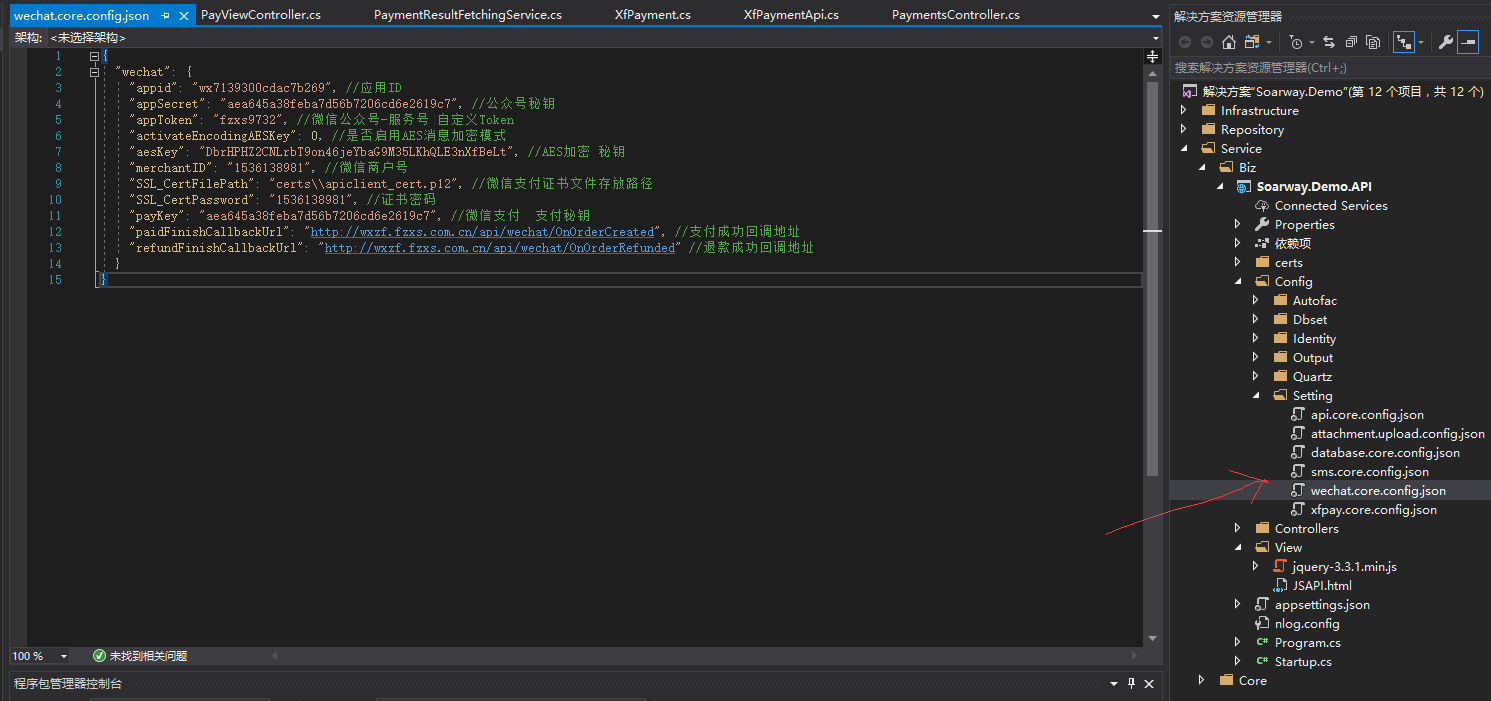 wechat.core.config.json
PayViewController.cs
PaymentResultFetchingService.cs
XfPayment.cs
XfPaymentApi.cs
PaymentsController.cs
架构: <未选择架构>
1 {
2 "wechat": {
3 "appid": "wx7139300cdac7b269", //应用ID
4 "appSecret": "aea645a38feba7d56b7206cd6e2619c7", //公众号秘钥
5 "appToken": "fzxs9732", //微信公众号-服务号 自定义Token
6 "activateEncodingAESKey": 0, //是否启用AES消息加密模式
7 "aesKey": "DbrHPHZ2CNLrbT9on46jeYbaG9M35LKhQLE3nXfBeLt", //AES加密 秘钥
8 "merchantID": "1536138981", //微信商户号
9 "SSL_CertFilePath": "certs\\apiclient_cert.p12", //微信支付证书文件存放路径
10 "SSL_CertPassword": "1536138981", //证书密码
11 "payKey": "aea645a38feba7d56b7206cd6e2619c7", //微信支付 支付秘钥
12 "paidFinishCallbackUrl": "http://wxzf.fzxs.com.cn/api/wechat/OnOrderCreated", //支付成功回调地址
13 "refundFinishCallbackUrl": "http://wxzf.fzxs.com.cn/api/wechat/OnOrderRefunded" //退款成功回调地址
14 }
15 }
100 %
未找到相关问题
程序包管理器控制台
解决方案资源管理器
搜索解决方案资源管理器(Ctrl+;)
解决方案"Soarway.Demo"(第 12 个项目，共 12 个)
Infrastructure
Repository
Service
Biz
Soarway.Demo.API
Connected Services
Properties
依赖项
certs
Config
Autofac
Dbset
Identity
Output
Quartz
Setting
api.core.config.json
attachment.upload.config.json
database.core.config.json
sms.core.config.json
wechat.core.config.json
xfpay.core.config.json
Controllers
View
jquery-3.3.1.min.js
JSAPI.html
appsettings.json
nlog.config
C# Program.cs
C# Startup.cs
Core